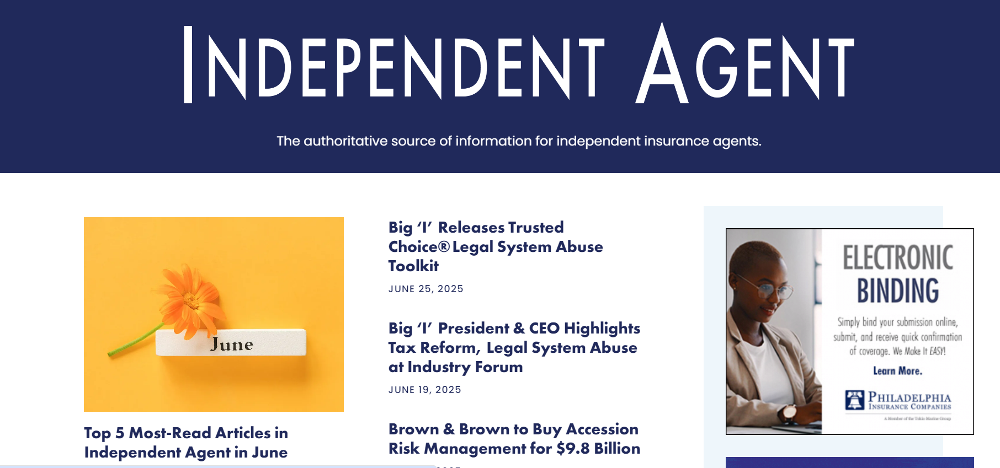 INDEPENDENT AGENT
The authoritative source of information for independent insurance agents.
June
Top 5 Most-Read Articles in
Independent Agent in June
Big ‘I’ Releases Trusted
Choice® Legal System Abuse
Toolkit
JUNE 25, 2025
Big ‘I’ President & CEO Highlights
Tax Reform, Legal System Abuse
at Industry Forum
JUNE 19, 2025
Brown & Brown to Buy Accession
Risk Management for $9.8 Billion
ELECTRONIC
BINDING
Simply bind your submission online,
submit, and receive quick confirmation
of coverage. We Make It EASY!
Learn More.
PHILADELPHIA
INSURANCE COMPANIES
A Member of the Tokio Marine Group